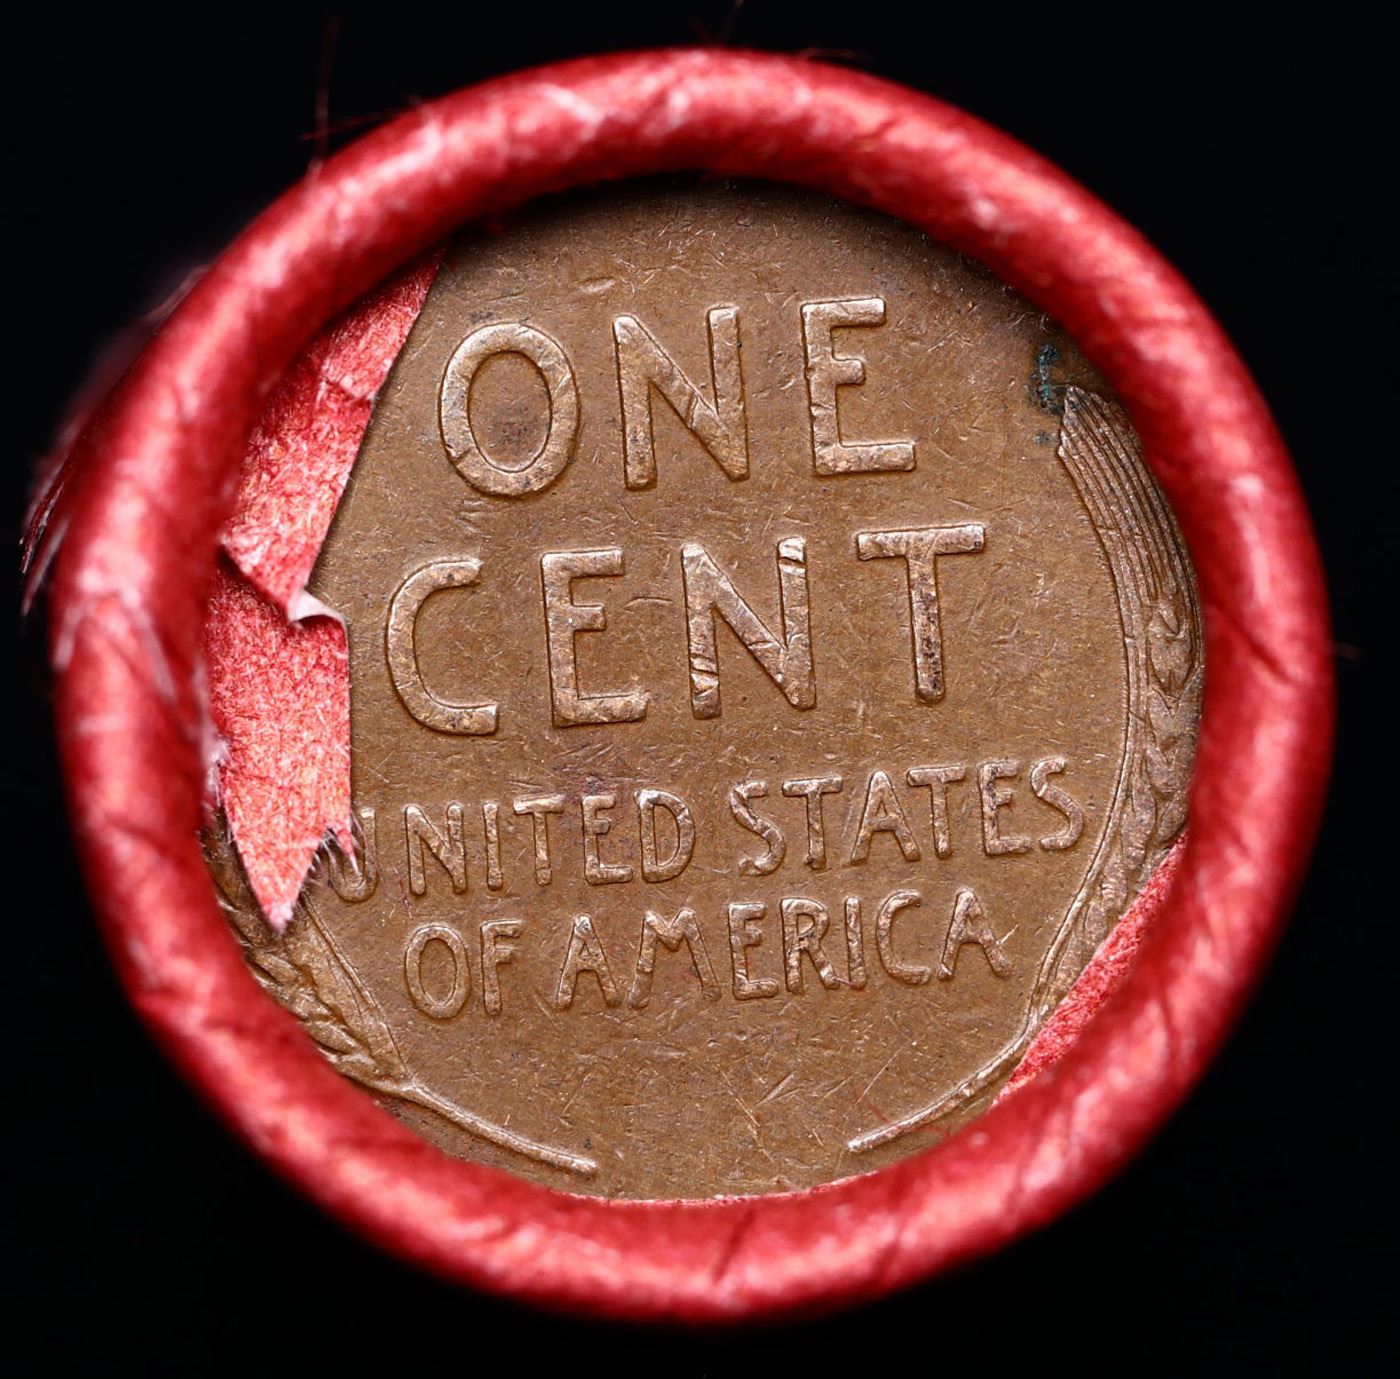 ONE
CENT
UNITED STATES
OF AMERICA